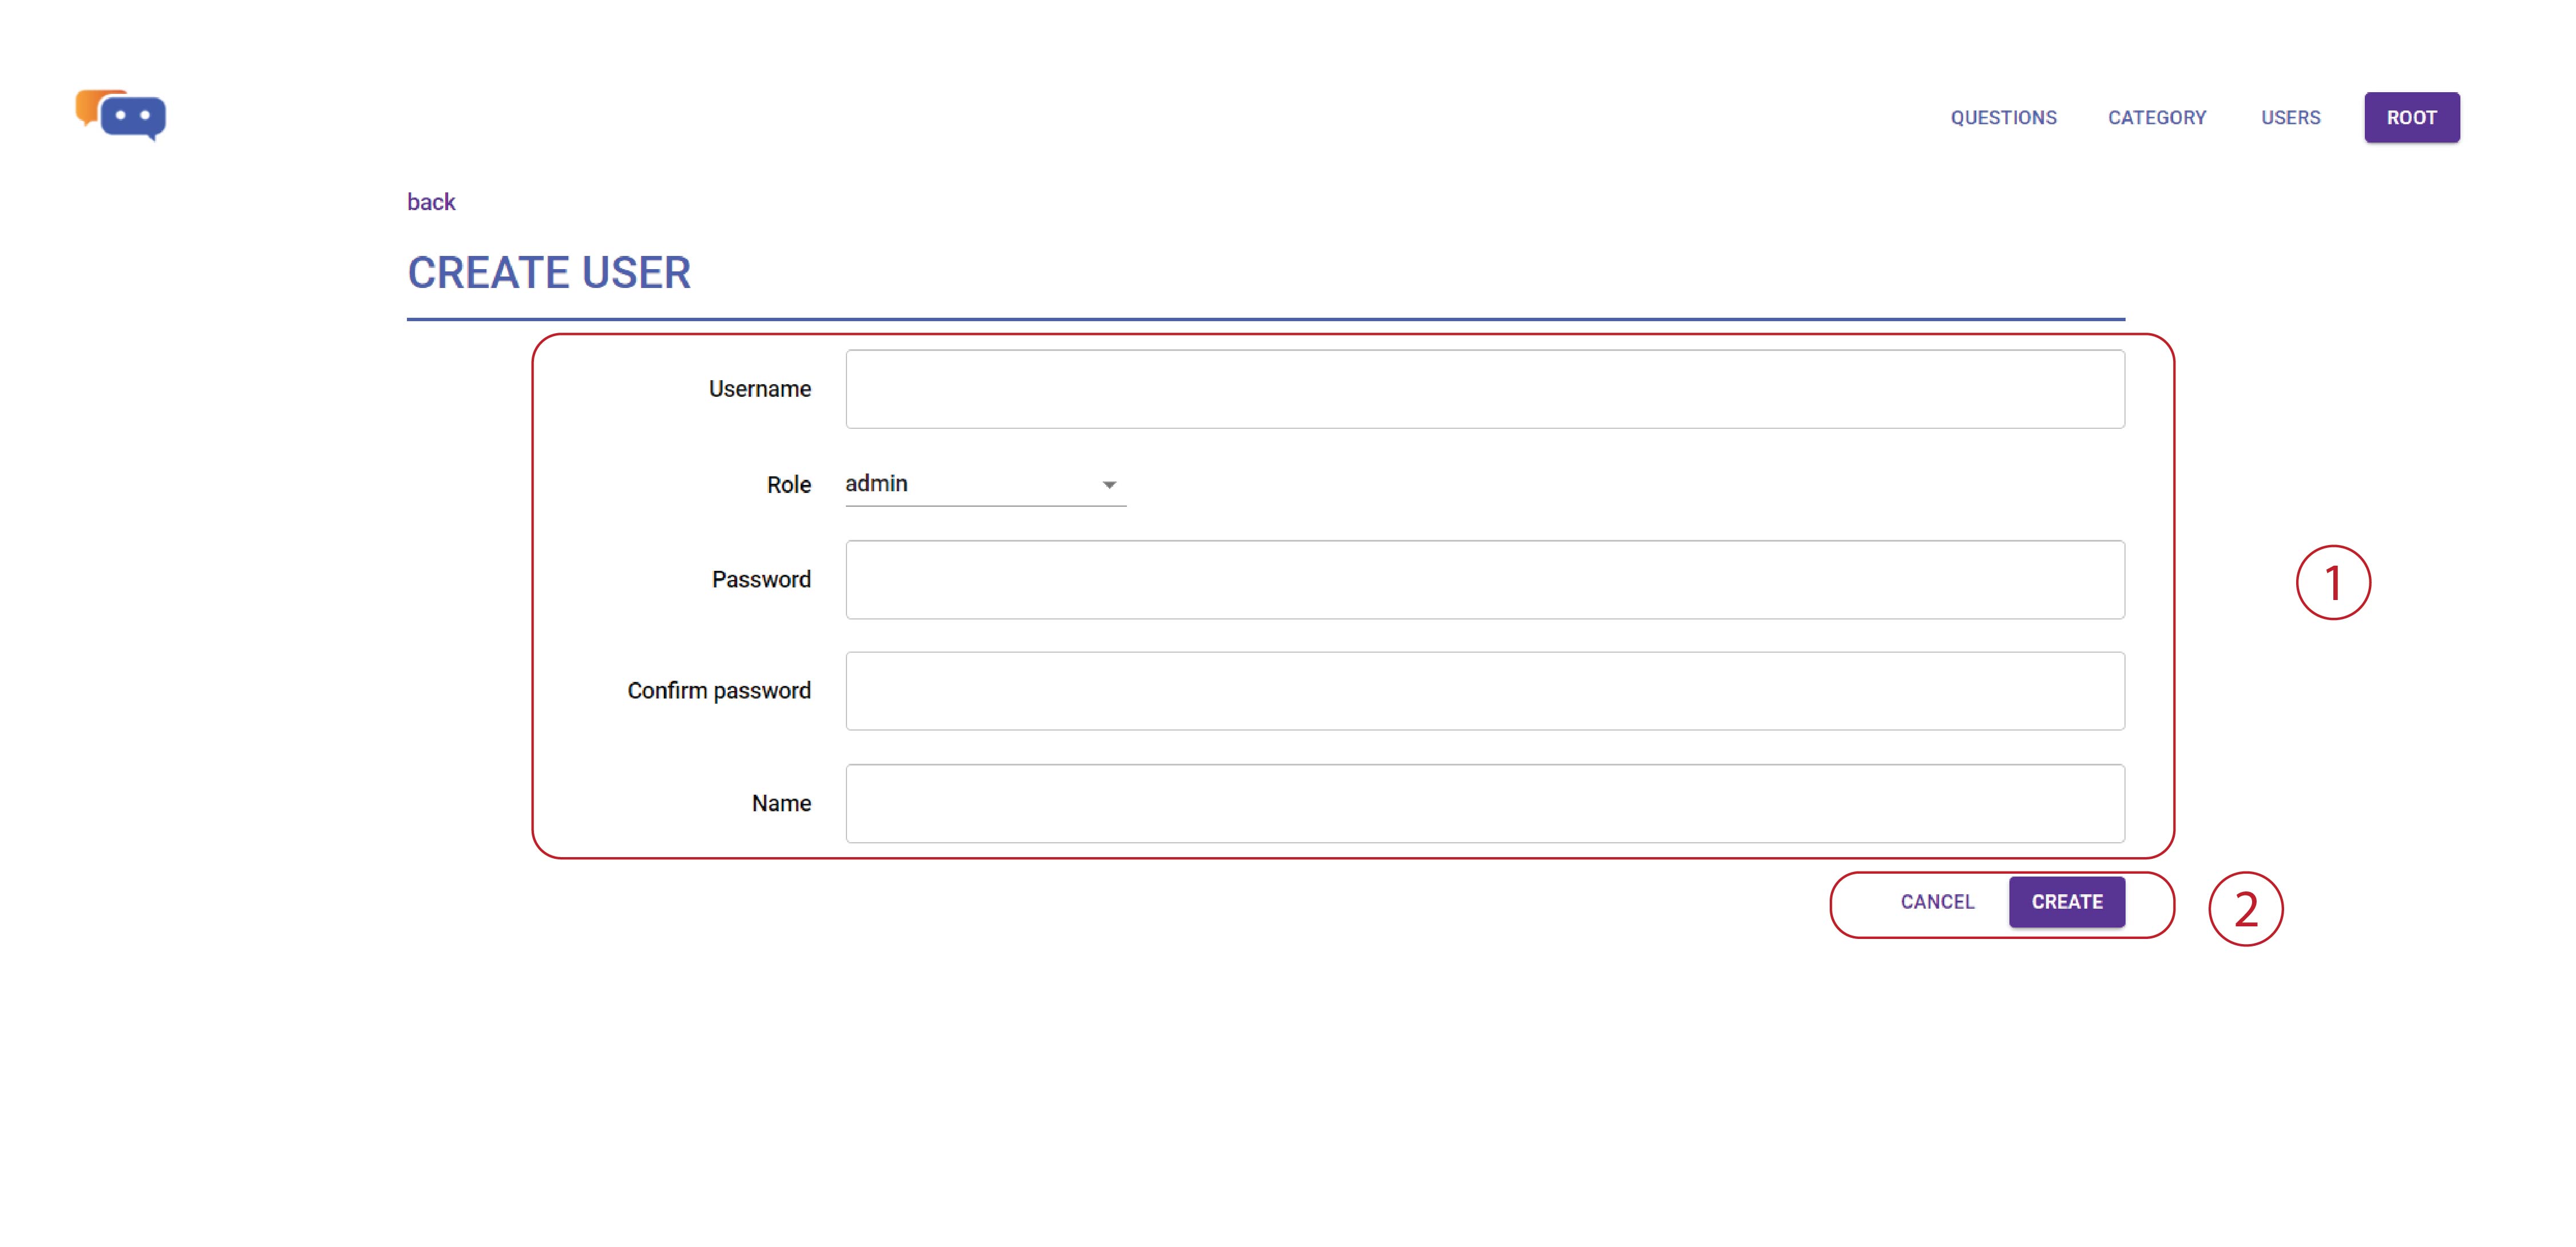 QUESTIONS CATEGORY USERS ROOT
back
CREATE USER
Username
Role admin
Password
Confirm password
Name
1
CANCEL CREATE
2